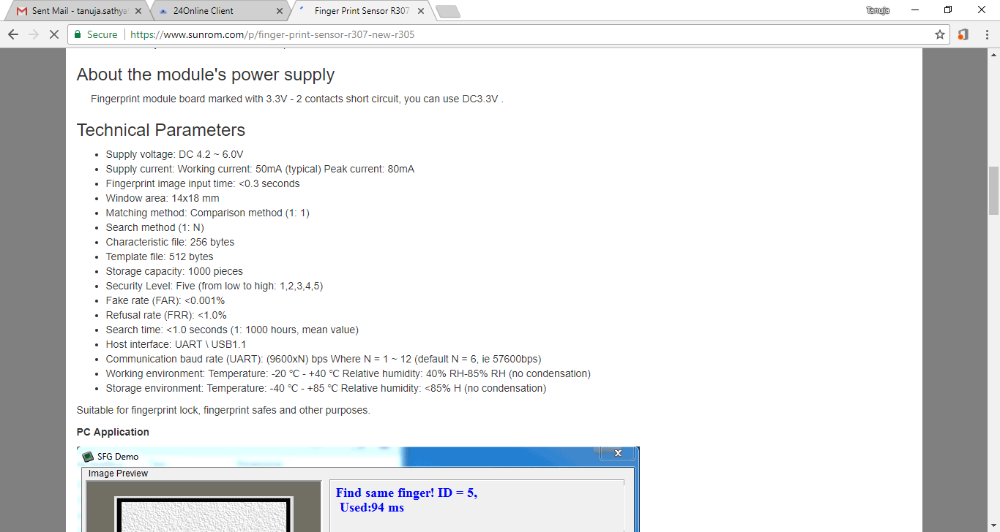 Sent Mail - tanuja.sathya
24Online Client
Finger Print Sensor R307
Tanuja
Secure
https://www.sunrom.com/p/finger-print-sensor-r307-new-r305
About the module's power supply
Fingerprint module board marked with 3.3V - 2 contacts short circuit, you can use DC3.3V .
Technical Parameters
• Supply voltage: DC 4.2 ~ 6.0V
• Supply current: Working current: 50mA (typical) Peak current: 80mA
• Fingerprint image input time: <0.3 seconds
• Window area: 14x18 mm
• Matching method: Comparison method (1: 1)
• Search method (1: N)
• Characteristic file: 256 bytes
• Template file: 512 bytes
• Storage capacity: 1000 pieces
• Security Level: Five (from low to high: 1,2,3,4,5)
• Fake rate (FAR): <0.001%
• Refusal rate (FRR): <1.0%
• Search time: <1.0 seconds (1: 1000 hours, mean value)
• Host interface: UART \ USB1.1
• Communication baud rate (UART): (9600xN) bps Where N = 1 ~ 12 (default N = 6, ie 57600bps)
• Working environment: Temperature: -20 ℃ - +40 ℃ Relative humidity: 40% RH-85% RH (no condensation)
• Storage environment: Temperature: -40 ℃ - +85 ℃ Relative humidity: <85% H (no condensation)
Suitable for fingerprint lock, fingerprint safes and other purposes.
PC Application
SFG Demo
Image Preview
Find same finger! ID = 5,
Used:94 ms